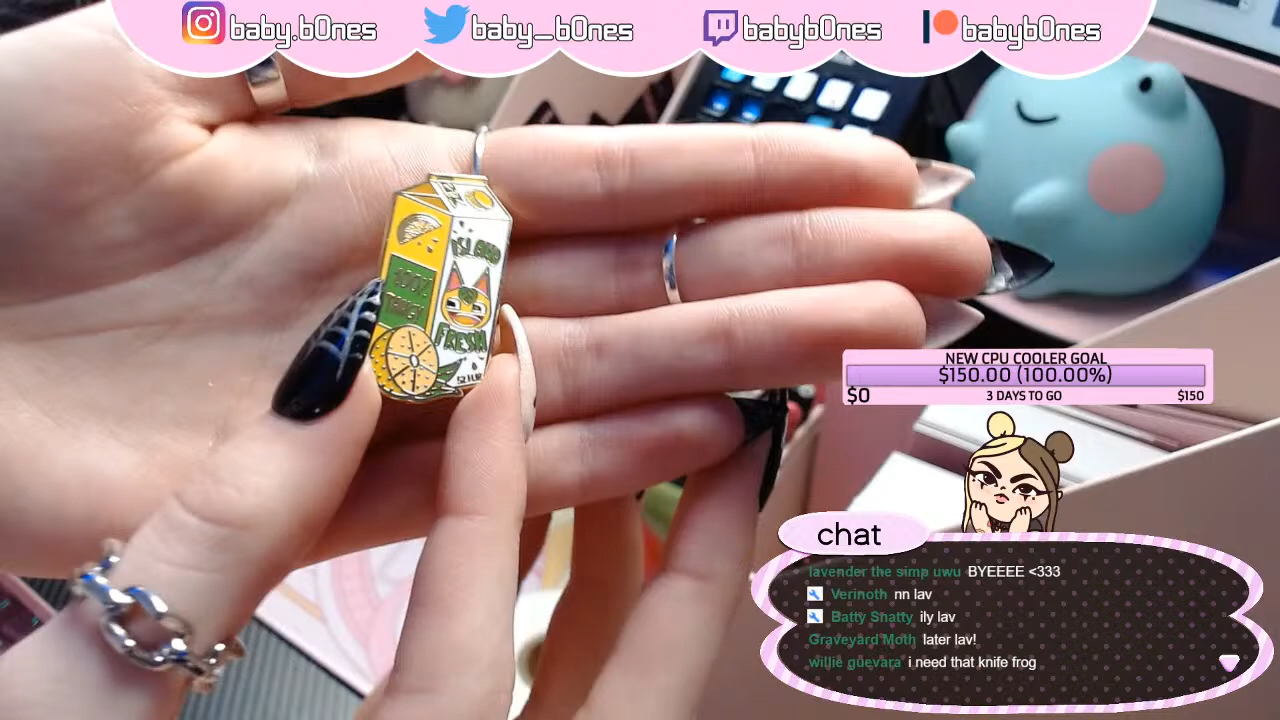 baby.b0nes
baby_b0nes
babyb0nes
babyb0nes
ISLAND
100%
TANGY
FRESH
NEW CPU COOLER GOAL
$150.00 (100.00%)
$0
3 DAYS TO GO
$150
chat
lavender the simp uwu BYEEEE <333
Verinoth nn lav
Batty Shatty ily lav
Graveyard Moth later lav!
willie guevara i need that knife frog